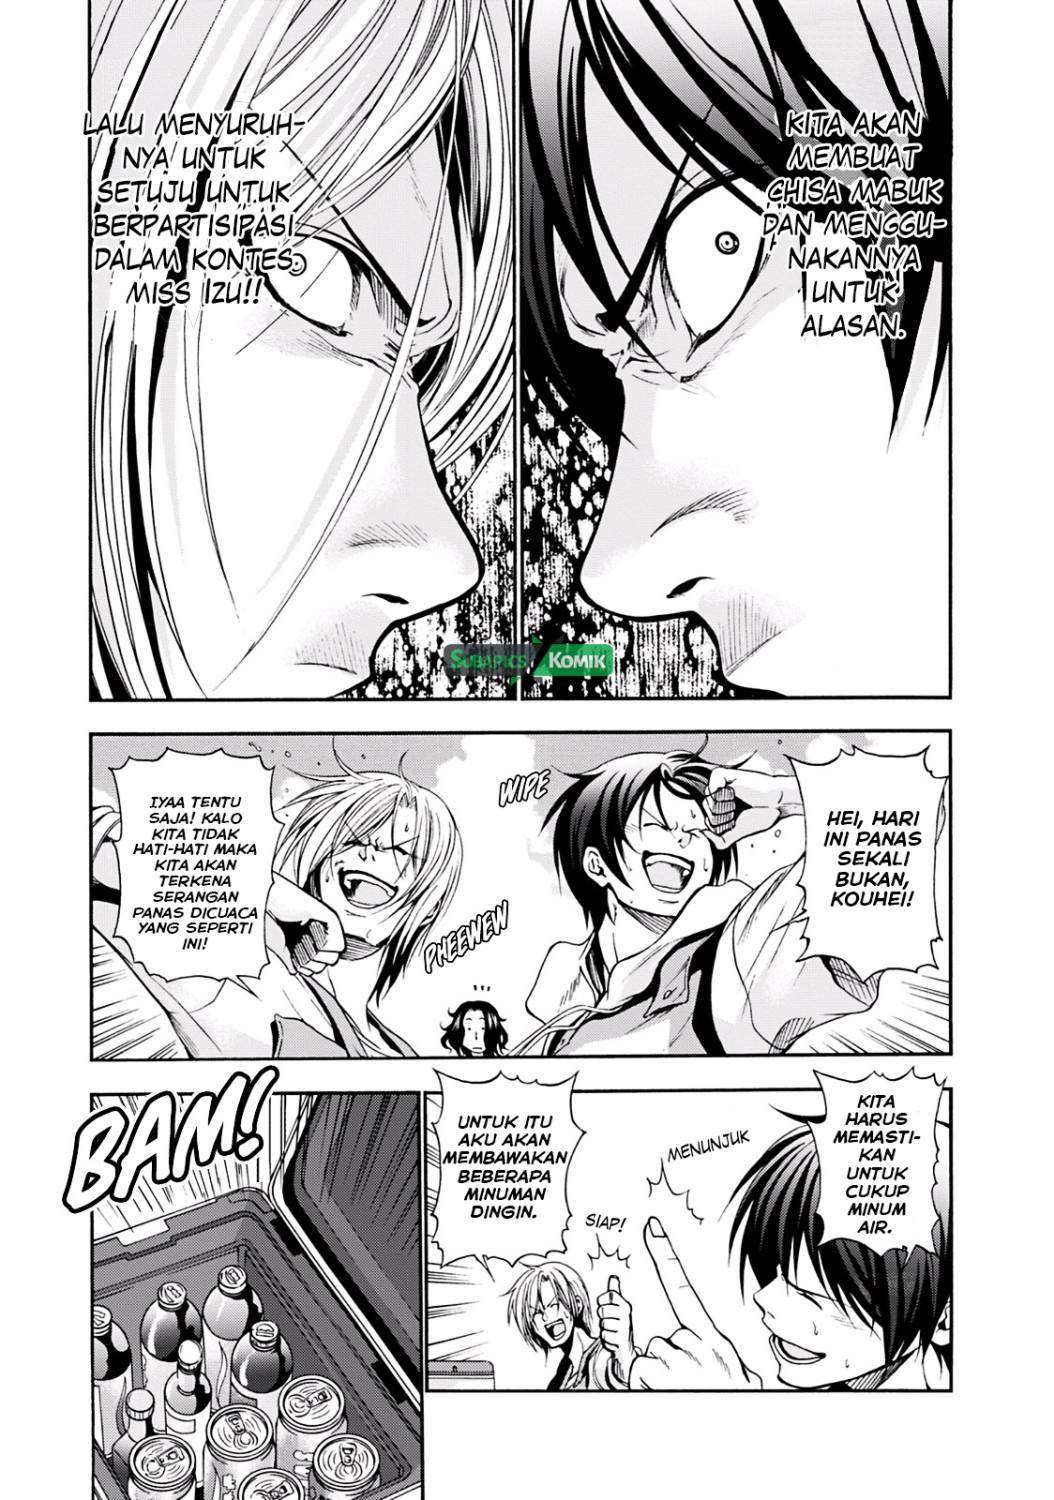 KITA AKAN
MEMBUAT
CHISA MABUK
DAN MENGGU-
NAKANNYA
UNTUK
ALASAN.
LALU MENYURUH-
NYA UNTUK
SETUJU UNTUK
BERPARTISIPASI
DALAM KONTES
MISS IZU!!
SUBAPICS KOMIK
HEI, HARI
INI PANAS
SEKALI
BUKAN,
KOUHEI!
WIPE
IYAA TENTU
SAJA! KALO
KITA TIDAK
HATI-HATI MAKA
KITA AKAN
TERKENA
SERANGAN
PANAS DICUACA
YANG SEPERTI
INI!
PHEEWEW
KITA
HARUS
MEMASTI-
KAN
UNTUK
CUKUP
MINUM
AIR.
MENUNJUK
UNTUK ITU
AKU AKAN
MEMBAWAKAN
BEBERAPA
MINUMAN
DINGIN.
SIAP!
BAM!